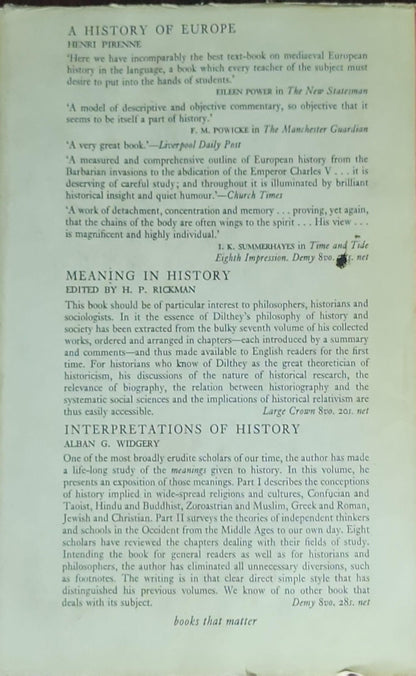 A HISTORY OF EUROPE
HENRI PIRENNE
'Here we have incomparably the best text-book on mediaeval European
history in the language, a book which every teacher of the subject must
desire to put into the hands of students.'
EILEEN POWER in The New Statesman
'A model of descriptive and objective commentary, so objective that it
seems to be itself a part of history.'
F. M. POWICKE in The Manchester Guardian
'A very great book.'—Liverpool Daily Post
'A measured and comprehensive outline of European history from the
Barbarian invasions to the abdication of the Emperor Charles V . . . it is
deserving of careful study; and throughout it is illuminated by brilliant
historical insight and quiet humour.'—Church Times
'A work of detachment, concentration and memory . . . proving, yet again,
that the chains of the body are often wings to the spirit . . . His view . . .
is magnificent and highly individual.'
I. K. SUMMERHAYES in Time and Tide
Eighth Impression. Demy 8vo. net
MEANING IN HISTORY
EDITED BY H. P. RICKMAN
This book should be of particular interest to philosophers, historians and
sociologists. In it the essence of Dilthey's philosophy of history and
society has been extracted from the bulky seventh volume of his collected
works, ordered and arranged in chapters—each introduced by a summary
and comments—and thus made available to English readers for the first
time. For historians who know of Dilthey as the great theoretician of
historicism, his discussions of the nature of historical research, the
relevance of biography, the relation between historiography and the
systematic social sciences and the implications of historical relativism are
thus easily accessible. Large Crown 8vo. 20s. net
INTERPRETATIONS OF HISTORY
ALBAN G. WIDGERY
One of the most broadly erudite scholars of our time, the author has made
a life-long study of the meanings given to history. In this volume, he
presents an exposition of those meanings. Part I describes the conceptions
of history implied in wide-spread religions and cultures, Confucian and
Taoist, Hindu and Buddhist, Zoroastrian and Muslim, Greek and Roman,
Jewish and Christian. Part II surveys the theories of independent thinkers
and schools in the Occident from the Middle Ages to our own day. Eight
scholars have reviewed the chapters dealing with their fields of study.
Intending the book for general readers as well as for historians and
philosophers, the author has eliminated all unnecessary diversions, such
as footnotes. The writing is in that clear direct simple style that has
distinguished his previous volumes. We know of no other book that
deals with its subject. Demy 8vo. 28s. net
books that matter